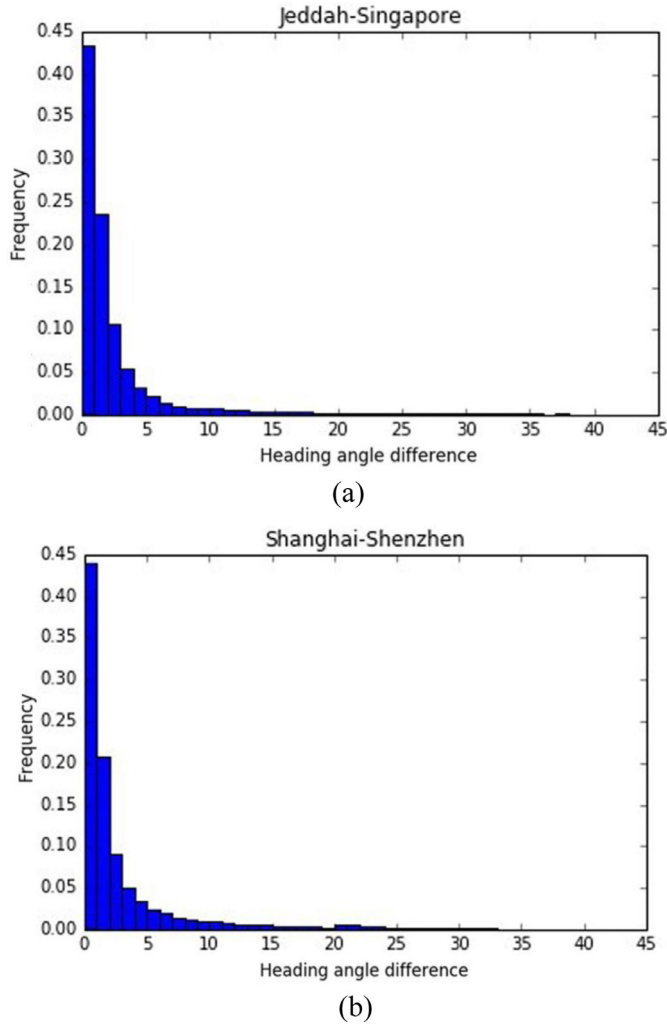 Jeddah-Singapore
0.45
0.40
0.35
0.30
0.25
0.20
0.15
0.10
0.05
0.00
Frequency
0 5 10 15 20 25 30 35 40 45
Heading angle difference
(a)
Shanghai-Shenzhen
0.45
0.40
0.35
0.30
0.25
0.20
0.15
0.10
0.05
0.00
Frequency
0 5 10 15 20 25 30 35 40 45
Heading angle difference
(b)